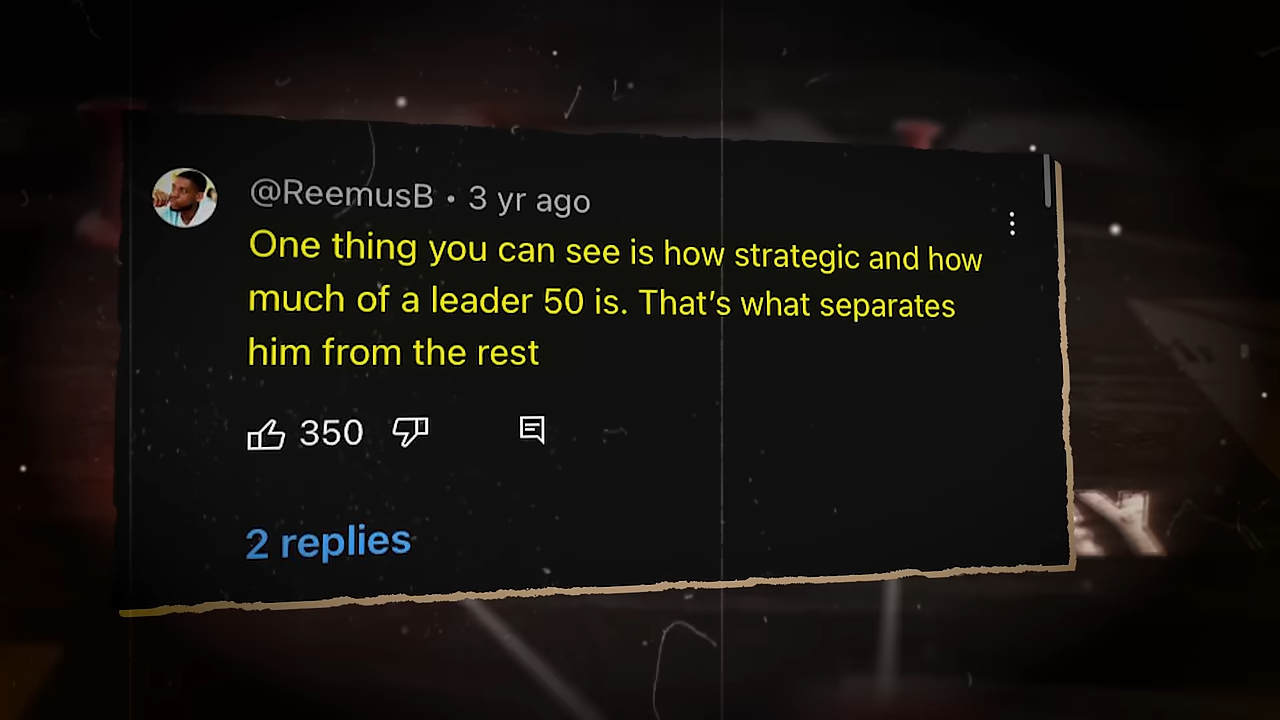 @ReemusB • 3 yr ago
One thing you can see is how strategic and how
much of a leader 50 is. That's what separates
him from the rest
350
2 replies